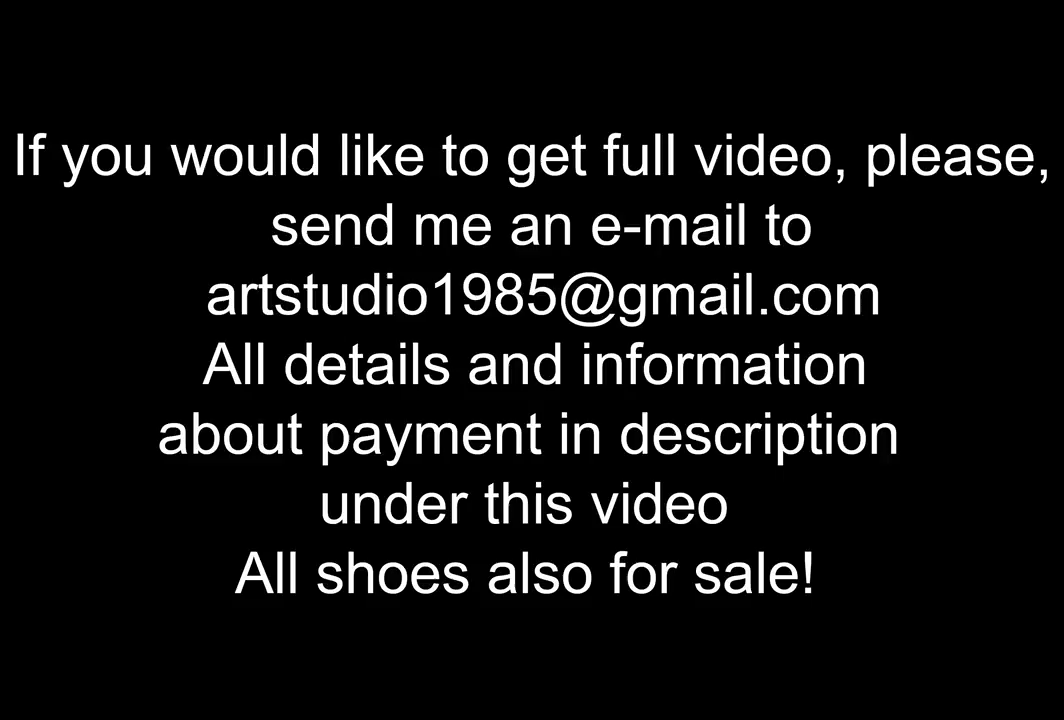 If you would like to get full video, please,
send me an e-mail to
artstudio1985@gmail.com
All details and information
about payment in description
under this video
All shoes also for sale!